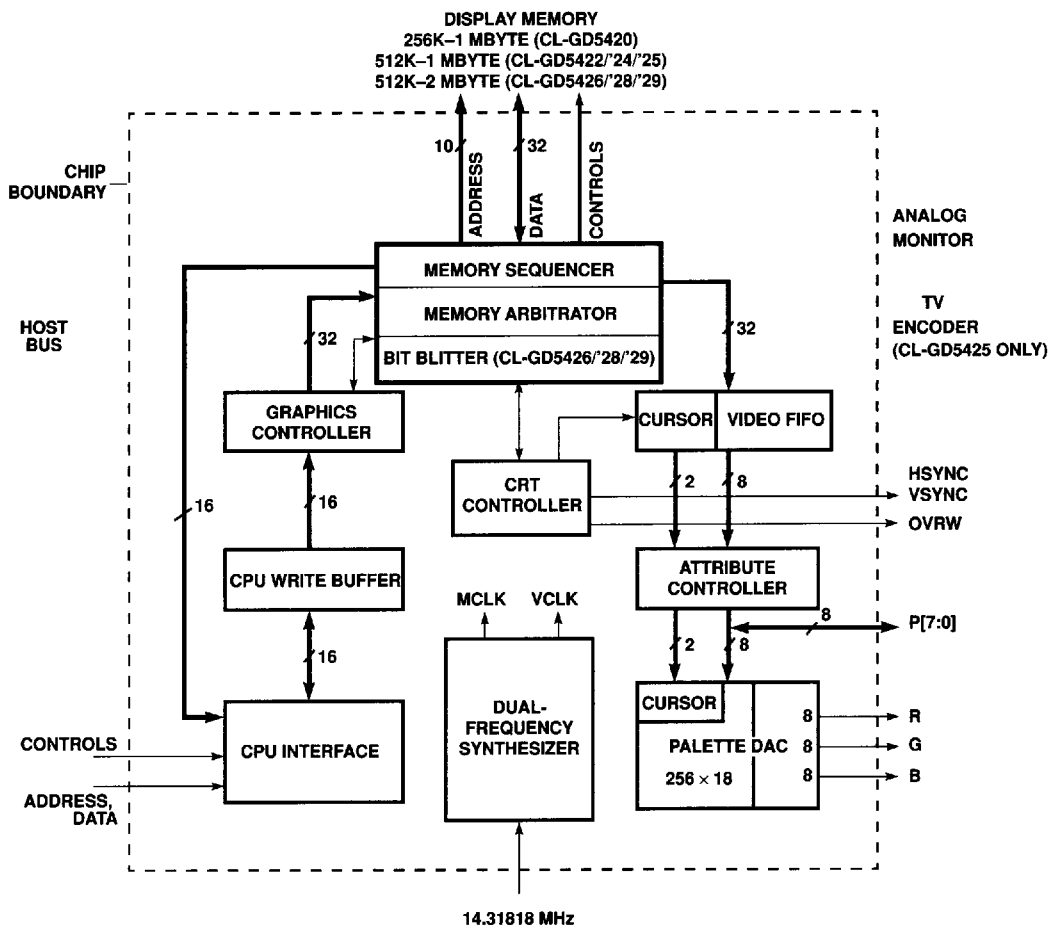 DISPLAY MEMORY
256K–1 MBYTE (CL-GD5420)
512K–1 MBYTE (CL-GD5422/'24/'25)
512K–2 MBYTE (CL-GD5426/'28/'29)
10
ADDRESS
32
DATA
CONTROLS
CHIP
BOUNDARY
ANALOG
MONITOR
HOST
BUS
TV
ENCODER
(CL-GD5425 ONLY)
MEMORY SEQUENCER
MEMORY ARBITRATOR
BIT BLITTER (CL-GD5426/'28/'29)
32
32
GRAPHICS
CONTROLLER
CURSOR
VIDEO FIFO
CRT
CONTROLLER
2
8
HSYNC
VSYNC
OVRW
16
16
CPU WRITE BUFFER
ATTRIBUTE
CONTROLLER
MCLK
VCLK
8
P[7:0]
16
2
8
CPU INTERFACE
DUAL-
FREQUENCY
SYNTHESIZER
CURSOR
PALETTE DAC
256 × 18
8
R
8
G
8
B
CONTROLS
ADDRESS,
DATA
14.31818 MHz